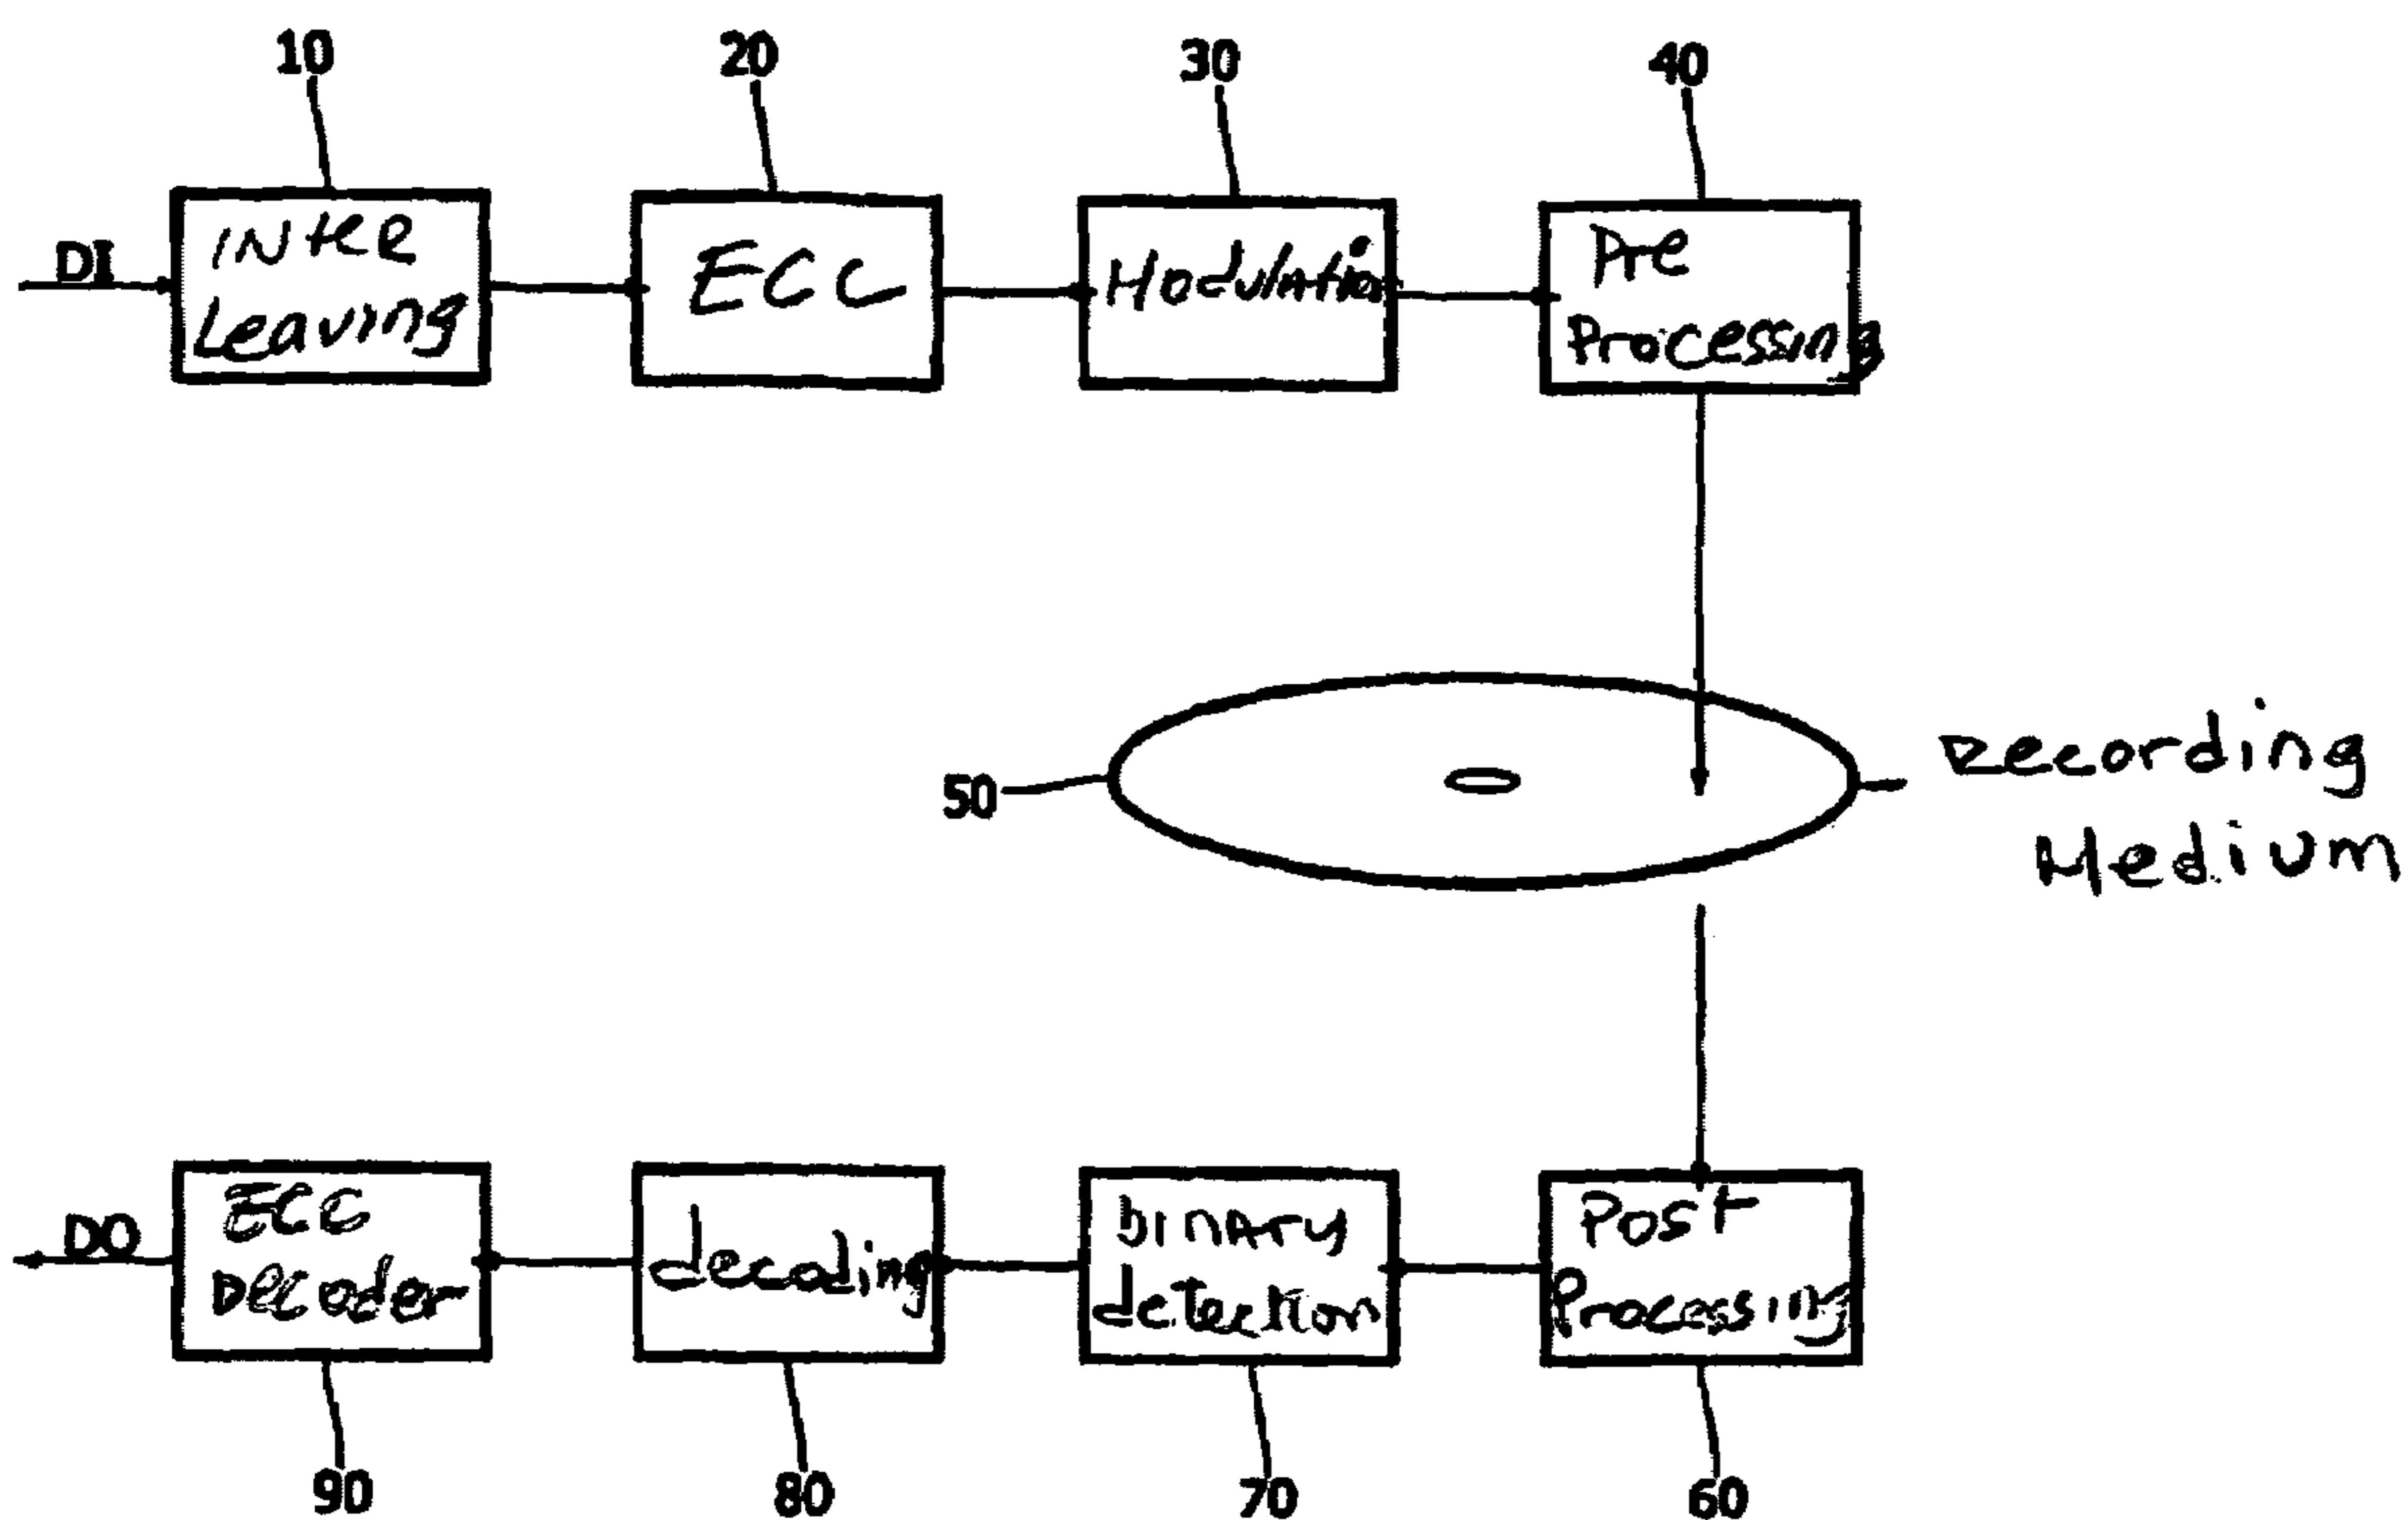 10 20 30 40
DI
INteR
Leaving
ECC
Modulation
Pre
Processing
50
Recording
Medium
DO
ECC
Decoder
decoding
binary
detection
Post
Processing
90 80 70 60